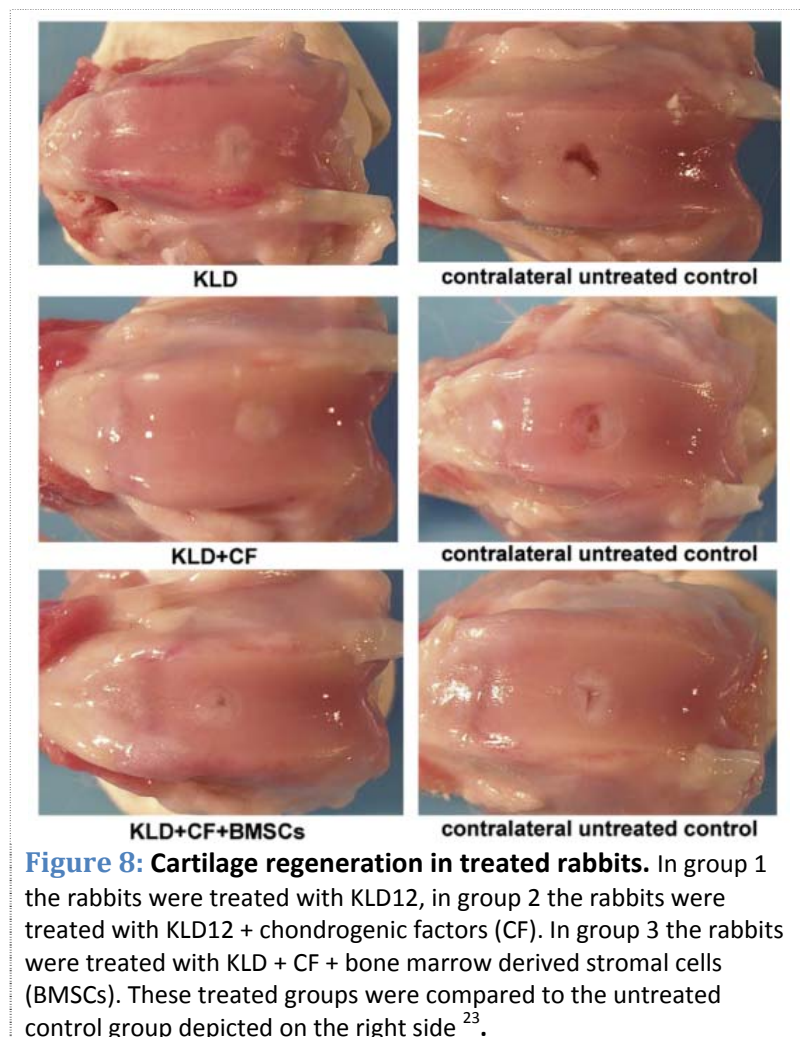 KLD
contralateral untreated control
KLD+CF
contralateral untreated control
KLD+CF+BMSCs
contralateral untreated control
Figure 8: Cartilage regeneration in treated rabbits. In group 1
the rabbits were treated with KLD12, in group 2 the rabbits were
treated with KLD12 + chondrogenic factors (CF). In group 3 the rabbits
were treated with KLD + CF + bone marrow derived stromal cells
(BMSCs). These treated groups were compared to the untreated
control group depicted on the right side 23.